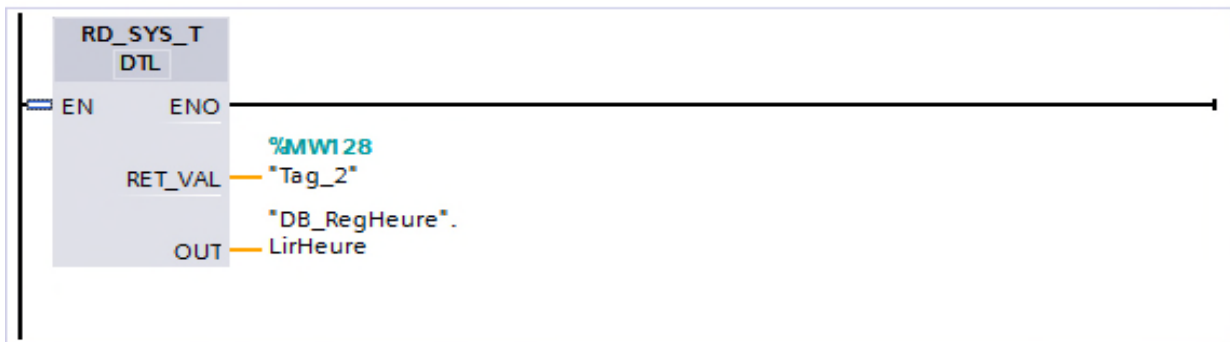 RD_SYS_T
DTL
EN ENO
%MW128
RET_VAL "Tag_2"
"DB_RegHeure".
OUT LirHeure